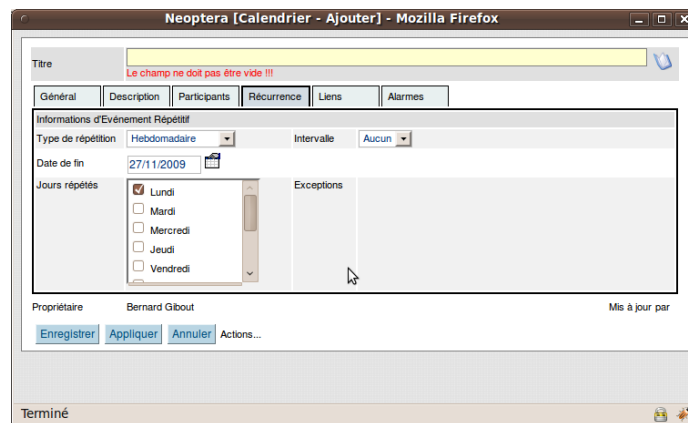 Neoptera [Calendrier - Ajouter] - Mozilla Firefox
Titre
Le champ ne doit pas être vide !!!
Général Description Participants Récurrence Liens Alarmes
Informations d'Evénement Répétitif
Type de répétition Hebdomadaire Intervalle Aucun
Date de fin 27/11/2009
Jours répétés Lundi Exceptions
Mardi
Mercredi
Jeudi
Vendredi
Propriétaire Bernard Gibout Mis à jour par
Enregistrer Appliquer Annuler Actions...
Terminé